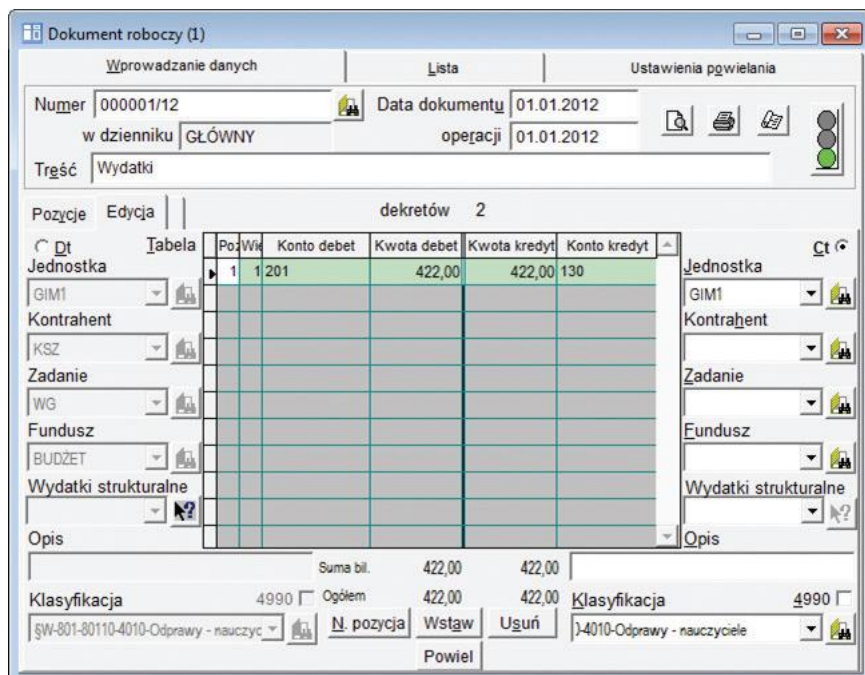 Dokument roboczy (1)
Wprowadzanie danych Lista Ustawienia powielania
Numer 000001/12 Data dokumentu 01.01.2012
w dzienniku GŁÓWNY operacji 01.01.2012
Treść Wydatki
Pozycje Edycja dekretów 2
Dt Tabela Poz Wie Konto debet Kwota debet Kwota kredyt Konto kredyt Ct
1 1 201 422,00 422,00 130
Jednostka Jednostka
GIM1 GIM1
Kontrahent Kontrahent
KSZ
Zadanie Zadanie
WG
Fundusz Fundusz
BUDŻET
Wydatki strukturalne Wydatki strukturalne
Opis Opis
Suma bil. 422,00 422,00
Ogółem 422,00 422,00
Klasyfikacja 4990 Klasyfikacja 4990
§W-801-80110-4010-Odprawy - nauczyc N. pozycja Wstaw Usuń )-4010-Odprawy - nauczyciele
Powiel